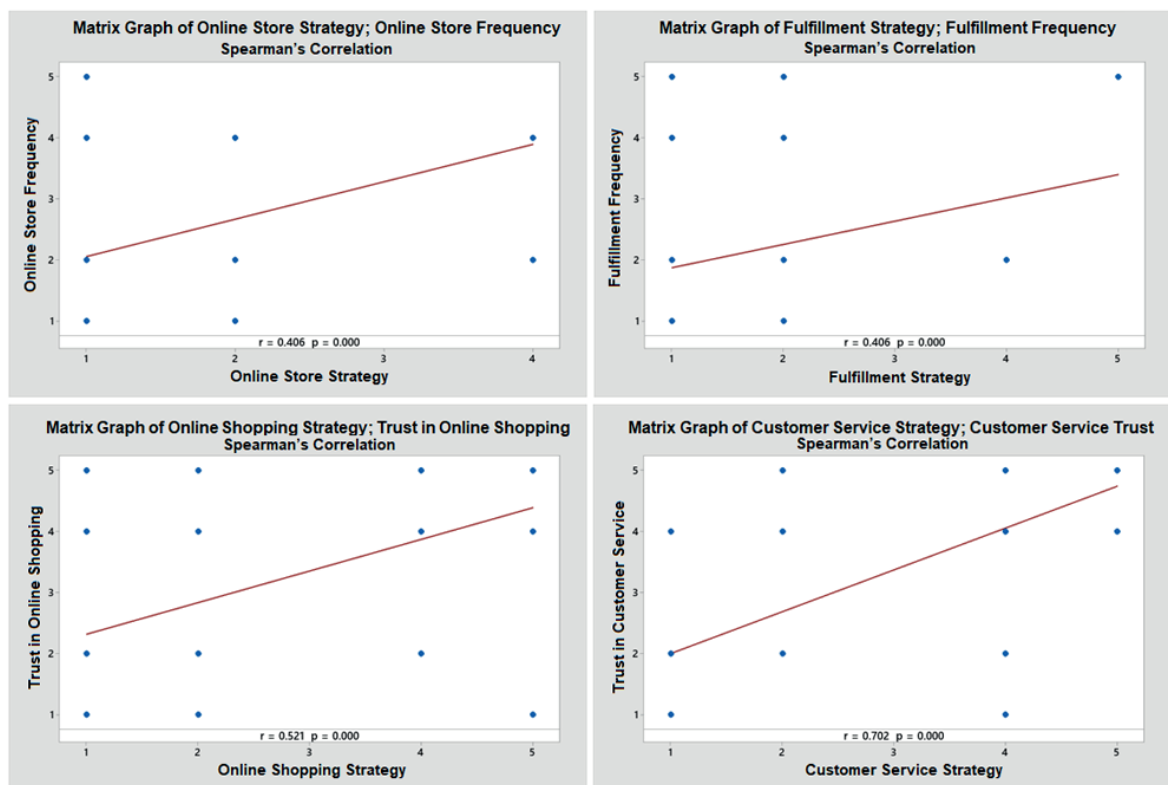 Matrix Graph of Online Store Strategy; Online Store Frequency
Spearman's Correlation
Online Store Frequency
5
4
3
2
1
r = 0.406 p = 0.000
1 2 3 4
Online Store Strategy
Matrix Graph of Fulfillment Strategy; Fulfillment Frequency
Spearman's Correlation
Fulfillment Frequency
5
4
3
2
1
r = 0.406 p = 0.000
1 2 3 4 5
Fulfillment Strategy
Matrix Graph of Online Shopping Strategy; Trust in Online Shopping
Spearman's Correlation
Trust in Online Shopping
5
4
3
2
1
r = 0.521 p = 0.000
1 2 3 4 5
Online Shopping Strategy
Matrix Graph of Customer Service Strategy; Customer Service Trust
Spearman's Correlation
Trust in Customer Service
5
4
3
2
1
r = 0.702 p = 0.000
1 2 3 4 5
Customer Service Strategy